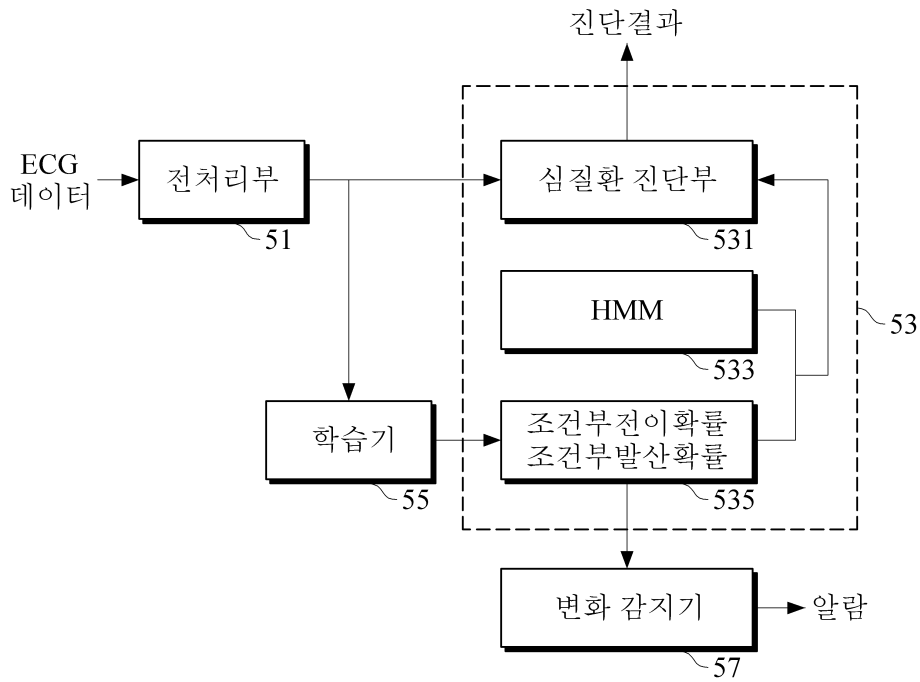 진단결과
ECG
데이터
전처리부
51
심질환 진단부
531
HMM
533
53
학습기
55
조건부전이확률
조건부발산확률
535
변화 감지기
57
알람